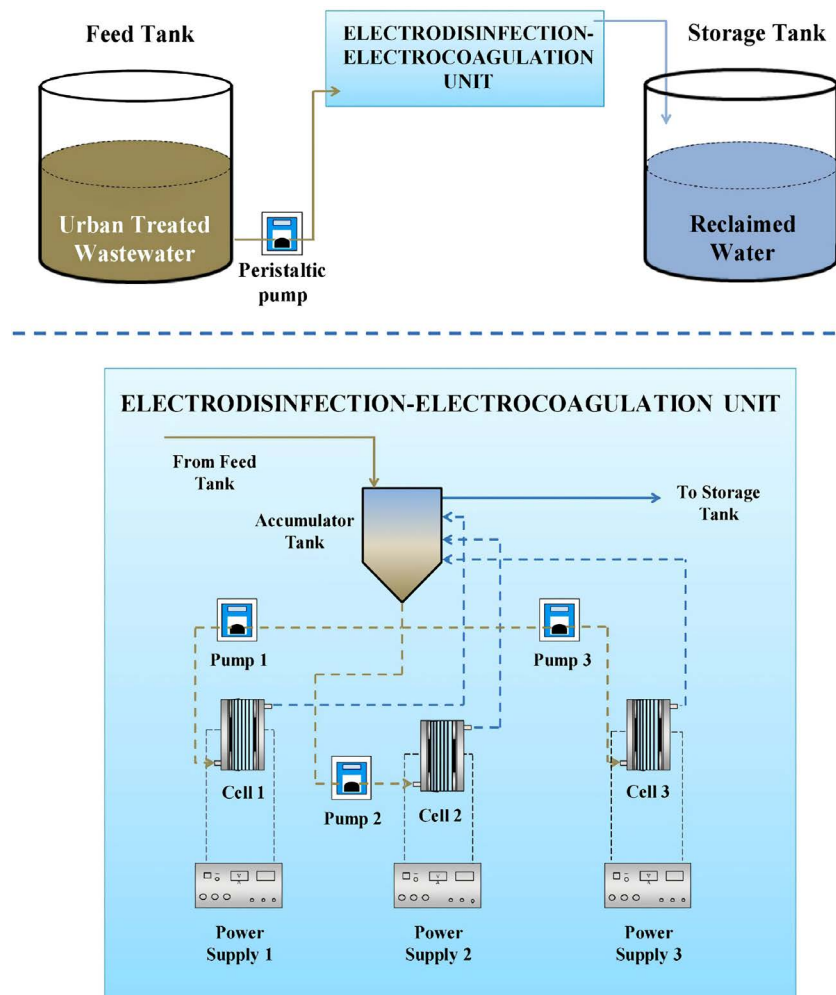 Feed Tank
ELECTRODISINFECTION-
ELECTROCOAGULATION
UNIT
Storage Tank
Urban Treated
Wastewater
Peristaltic
pump
Reclaimed
Water
ELECTRODISINFECTION-ELECTROCOAGULATION UNIT
From Feed
Tank
Accumulator
Tank
To Storage
Tank
Pump 1
Pump 3
Cell 1
Pump 2
Cell 2
Cell 3
Power
Supply 1
Power
Supply 2
Power
Supply 3